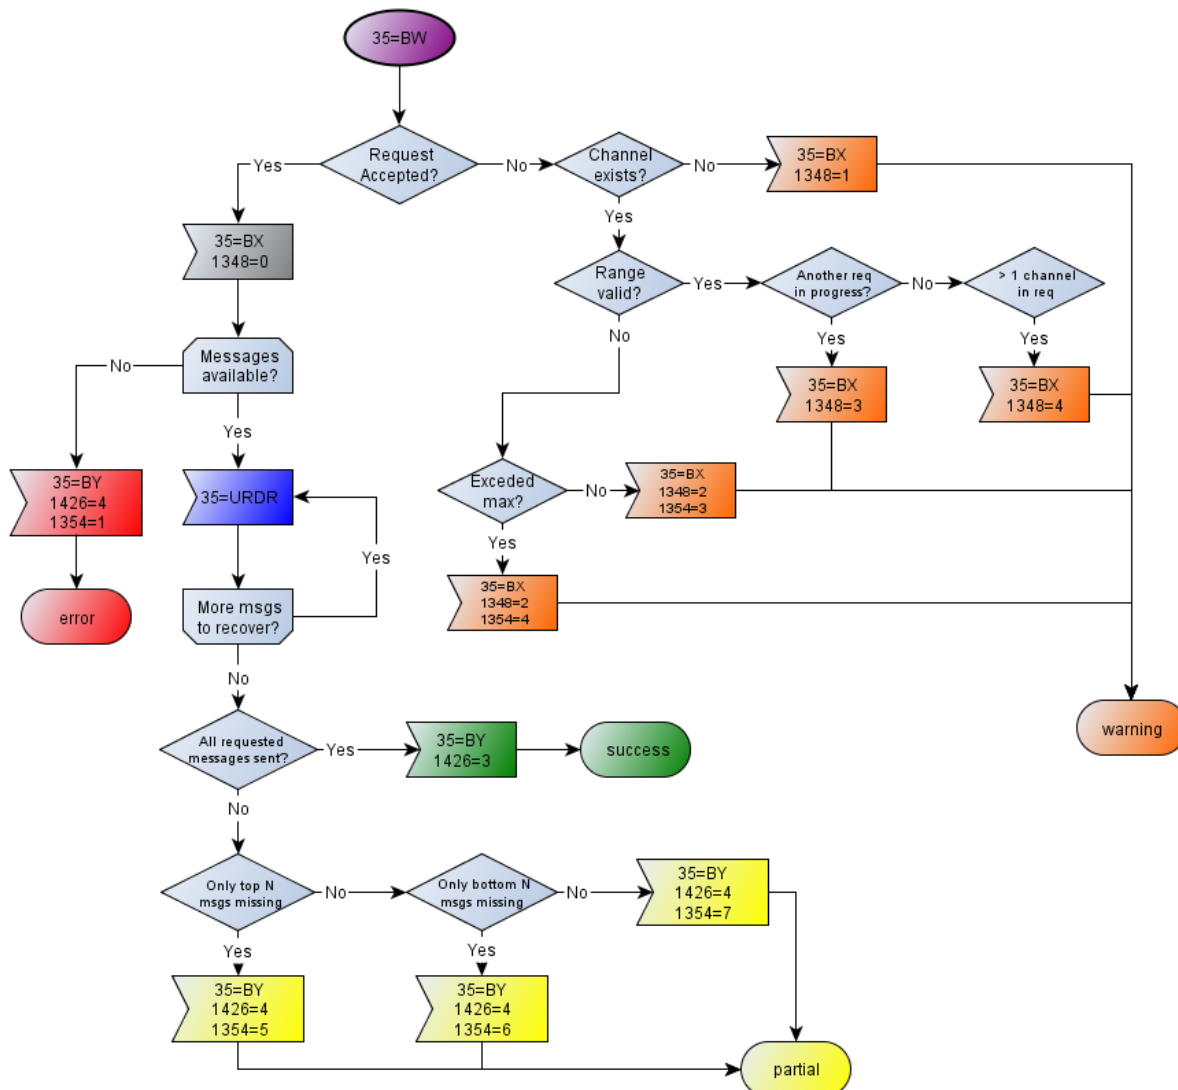 35=BW
Request
Accepted?
Yes
No
Channel
exists?
No
35=BX
1348=1
Yes
35=BX
1348=0
Range
valid?
Yes
Another req
in progress?
No
> 1 channel
in req
No
Yes
Yes
Messages
available?
No
35=BX
1348=3
35=BX
1348=4
Yes
35=BY
1426=4
1354=1
35=URDR
Exceded
max?
No
35=BX
1348=2
1354=3
Yes
Yes
35=BX
1348=2
1354=4
error
More msgs
to recover?
No
warning
All requested
messages sent?
Yes
35=BY
1426=3
success
No
Only top N
msgs missing
No
Only bottom N
msgs missing
No
35=BY
1426=4
1354=7
Yes
Yes
35=BY
1426=4
1354=5
35=BY
1426=4
1354=6
partial